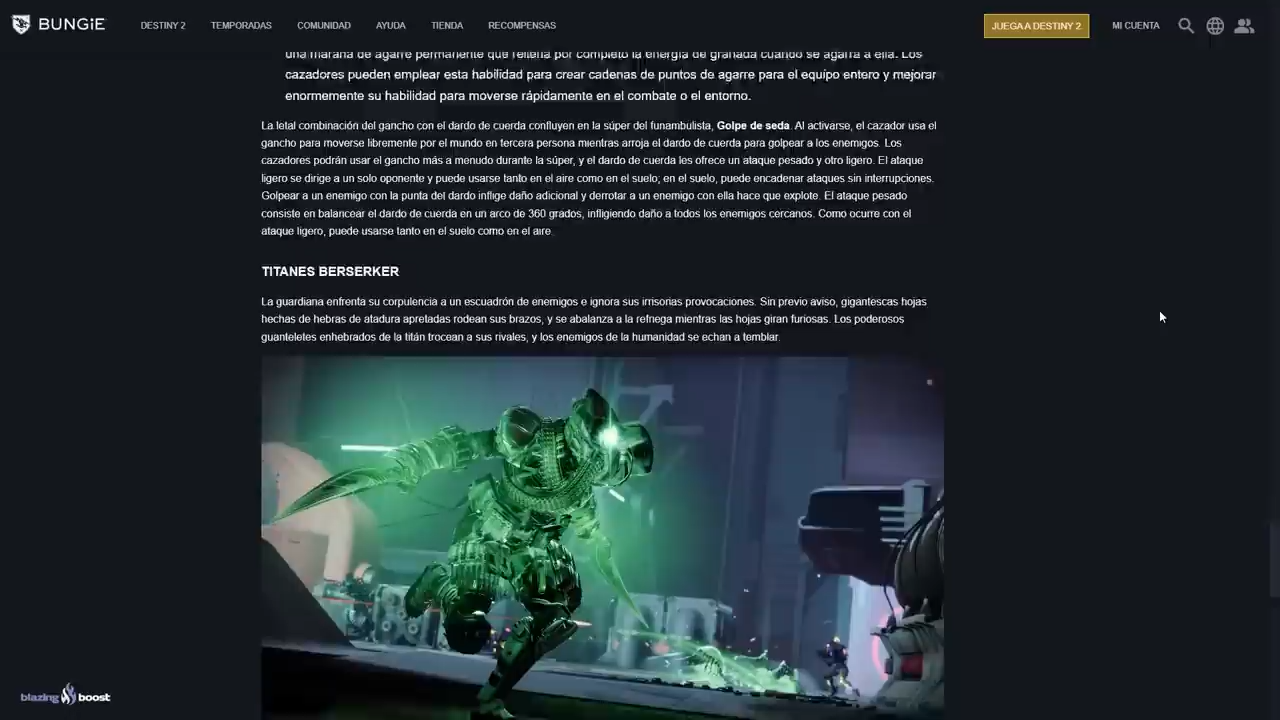 BUNGiE
DESTINY 2
TEMPORADAS
COMUNIDAD
AYUDA
TIENDA
RECOMPENSAS
JUEGA A DESTINY 2
MI CUENTA
una maraña de agarre permanente que reitera por completo la energía de granada cuando se agarra a ella. Los
cazadores pueden emplear esta habilidad para crear cadenas de puntos de agarre para el equipo entero y mejorar
enormemente su habilidad para moverse rápidamente en el combate o el entorno.
La letal combinación del gancho con el dardo de cuerda confluyen en la súper del funambulista, Golpe de seda. Al activarse, el cazador usa el
gancho para moverse libremente por el mundo en tercera persona mientras arroja el dardo de cuerda para golpear a los enemigos. Los
cazadores podrán usar el gancho más a menudo durante la súper, y el dardo de cuerda les ofrece un ataque pesado y otro ligero. El ataque
ligero se dirige a un solo oponente y puede usarse tanto en el aire como en el suelo; en el suelo, puede encadenar ataques sin interrupciones.
Golpear a un enemigo con la punta del dardo inflige daño adicional y derrotar a un enemigo con ella hace que explote. El ataque pesado
consiste en balancear el dardo de cuerda en un arco de 360 grados, infligiendo daño a todos los enemigos cercanos. Como ocurre con el
ataque ligero, puede usarse tanto en el suelo como en el aire.
TITANES BERSERKER
La guardiana enfrenta su corpulencia a un escuadrón de enemigos e ignora sus irrisorias provocaciones. Sin previo aviso, gigantescas hojas
hechas de hebras de atadura apretadas rodean sus brazos, y se abalanza a la refriega mientras las hojas giran furiosas. Los poderosos
guanteletes enhebrados de la titán trocean a sus rivales, y los enemigos de la humanidad se echan a temblar.
blazing boost